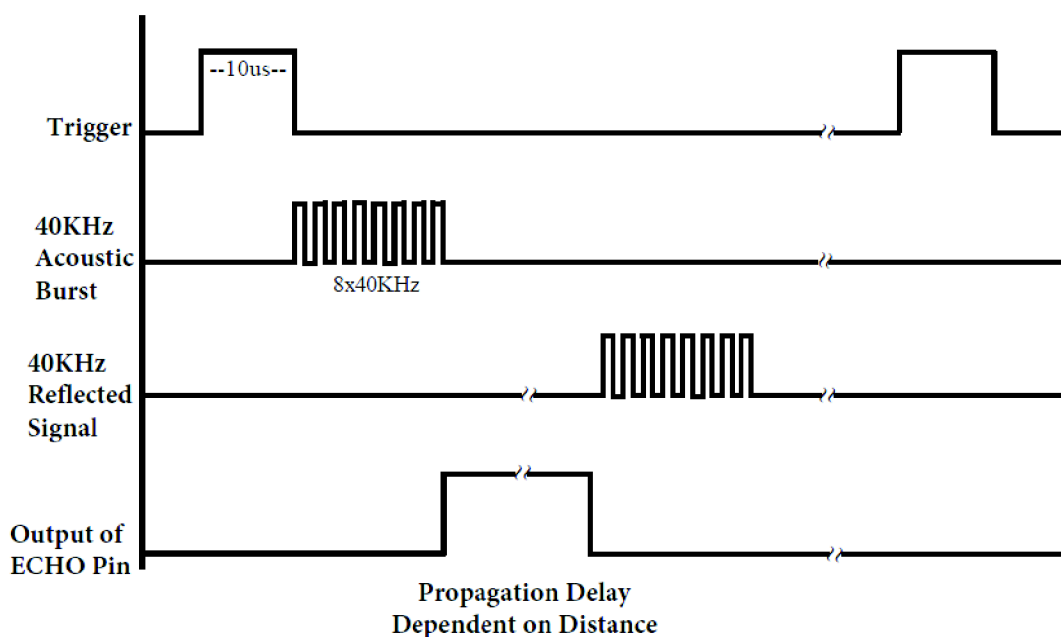 --10us--
Trigger
40KHz
Acoustic
Burst
8x40KHz
40KHz
Reflected
Signal
Output of
ECHO Pin
Propagation Delay
Dependent on Distance